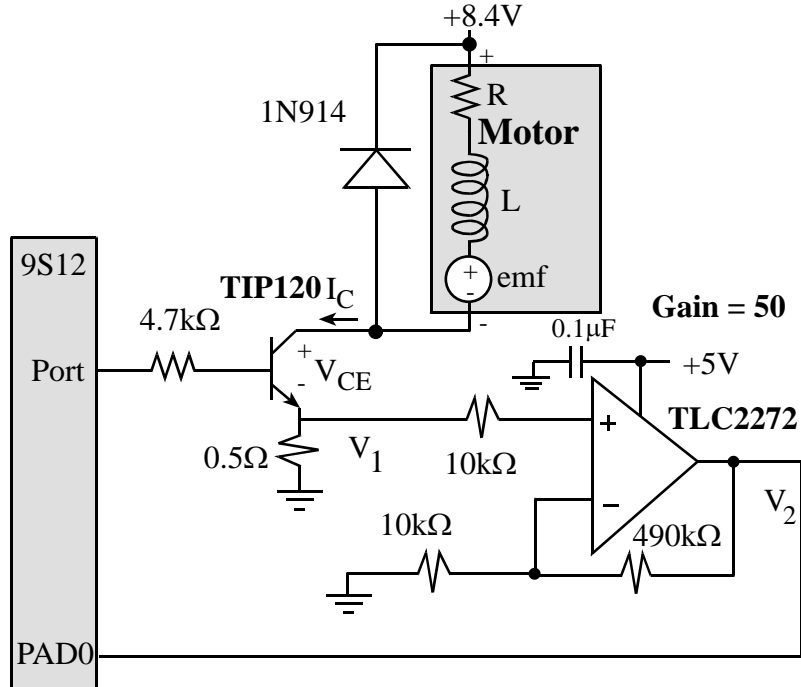 +8.4V
+
1N914
R
Motor
L
9S12
+
-
emf
TIP120
I_C
-
Gain = 50
4.7kΩ
0.1µF
Port
+
V_CE
-
+5V
TLC2272
+
0.5Ω
V_1
10kΩ
−
V_2
10kΩ
490kΩ
PAD0